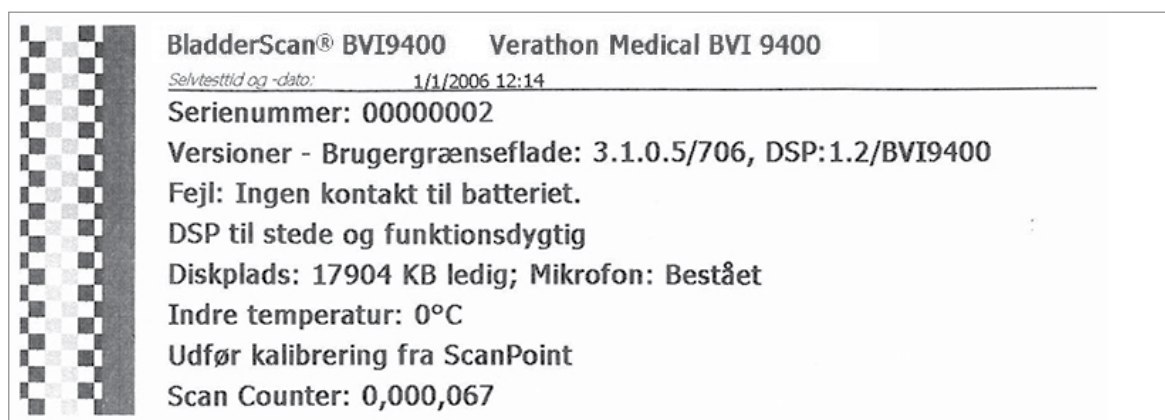 BladderScan® BVI9400 Verathon Medical BVI 9400
Selvtesttid og -dato: 1/1/2006 12:14
Serienummer: 00000002
Versioner - Brugergrænseflade: 3.1.0.5/706, DSP:1.2/BVI9400
Fejl: Ingen kontakt til batteriet.
DSP til stede og funktionsdygtig
Diskplads: 17904 KB ledig; Mikrofon: Bestået
Indre temperatur: 0°C
Udfør kalibrering fra ScanPoint
Scan Counter: 0,000,067